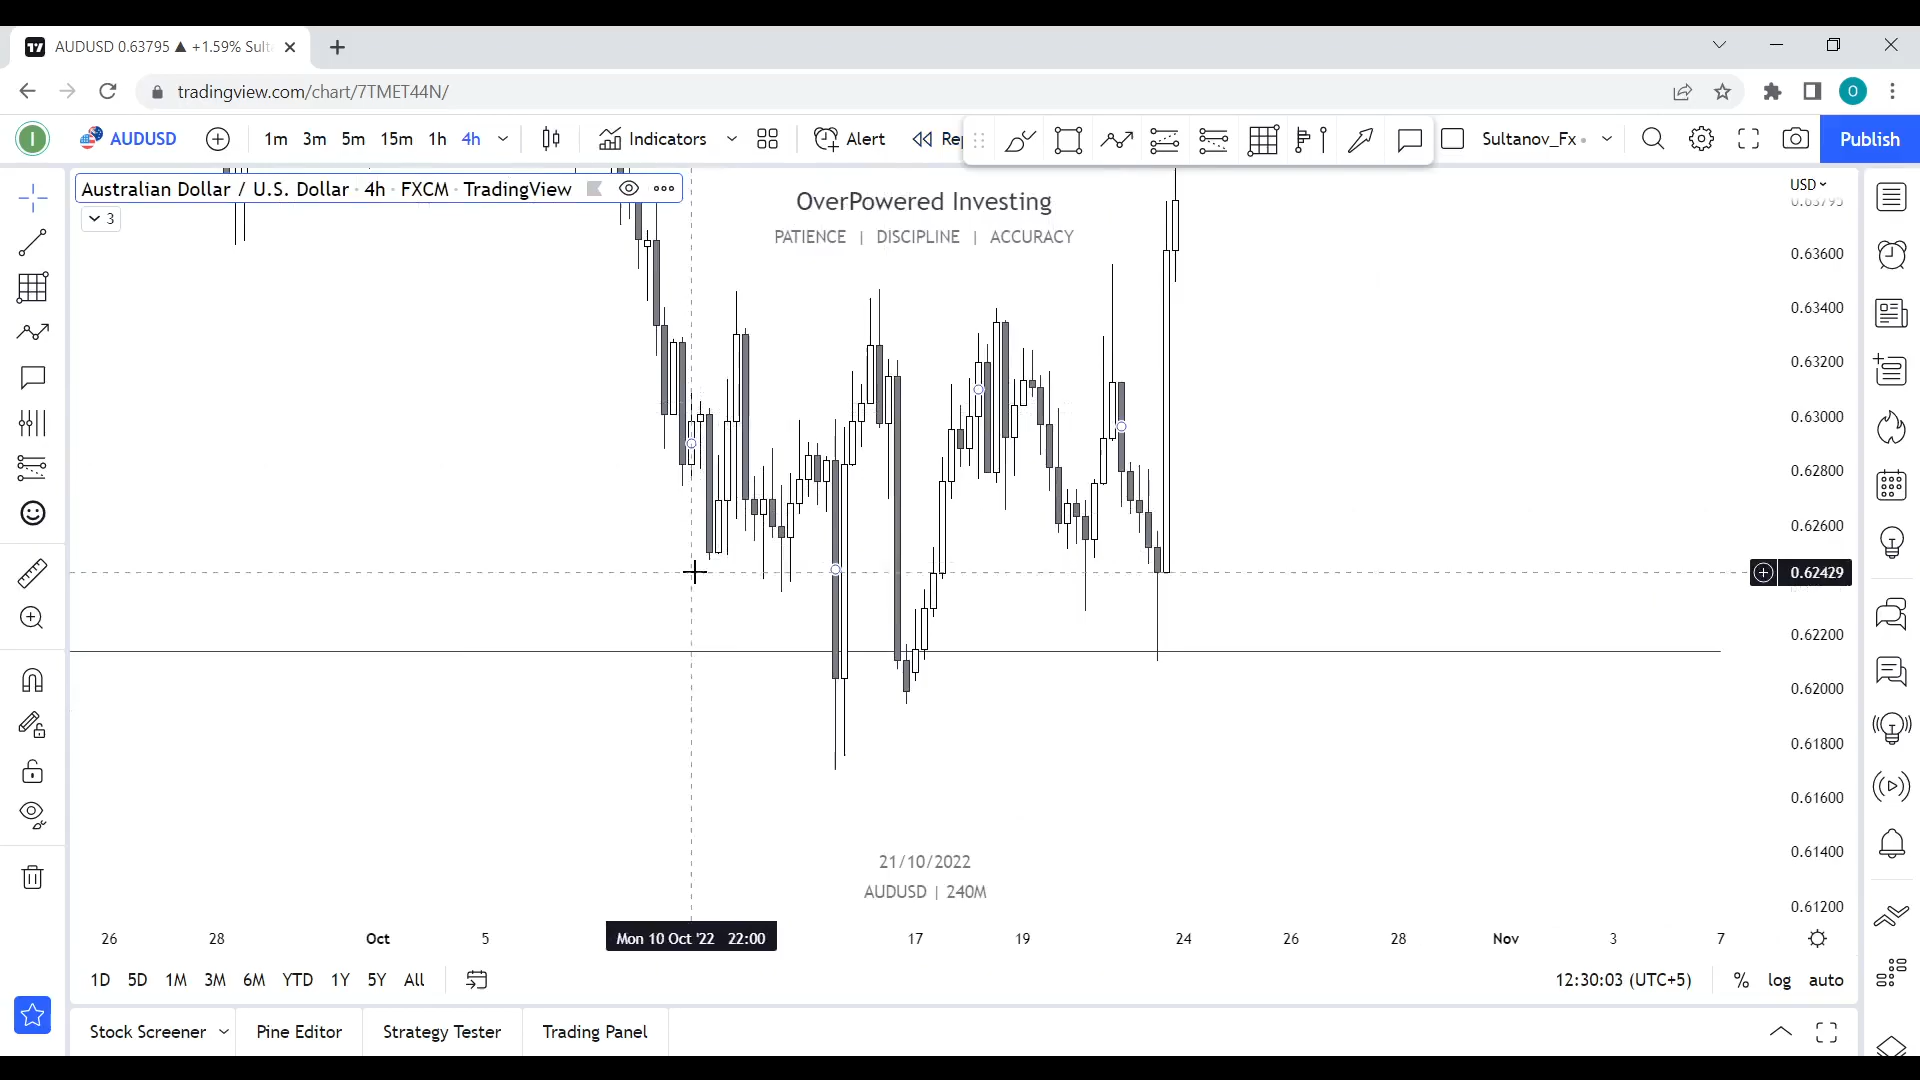 AUDUSD 0.63795 ▲ +1.59% Sult
tradingview.com/chart/7TMET44N/
I AUDUSD 1m 3m 5m 15m 1h 4h Indicators Alert Rep Sultanov_Fx Publish
O
Australian Dollar / U.S. Dollar · 4h · FXCM · TradingView
3
OverPowered Investing
PATIENCE | DISCIPLINE | ACCURACY
USD
0.63795
0.63600
0.63400
0.63200
0.63000
0.62800
0.62600
0.62429
0.62200
0.62000
0.61800
0.61600
0.61400
0.61200
21/10/2022
AUDUSD | 240M
26 28 Oct 5 Mon 10 Oct '22 22:00 17 19 24 26 28 Nov 3 7
1D 5D 1M 3M 6M YTD 1Y 5Y All 12:30:03 (UTC+5) % log auto
Stock Screener Pine Editor Strategy Tester Trading Panel